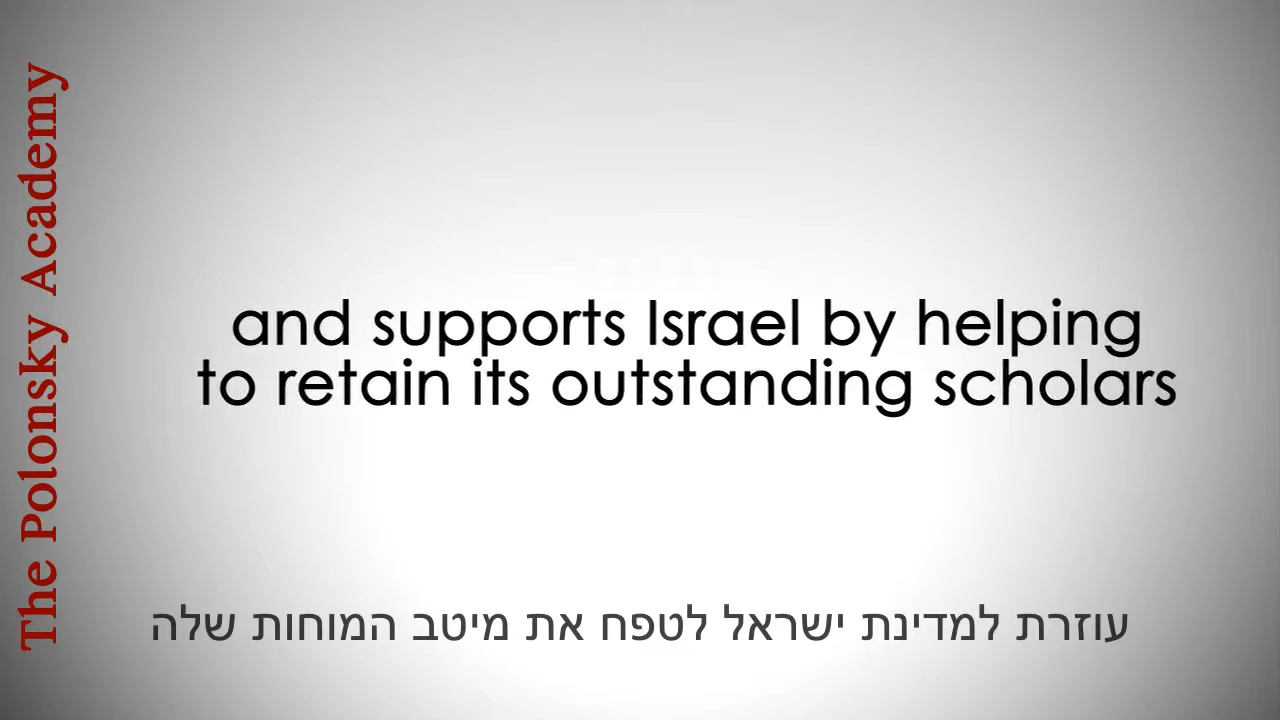 The Polonsky Academy
and supports Israel by helping
to retain its outstanding scholars
עוזרת למדינת ישראל לטפח את מיטב המוחות שלה